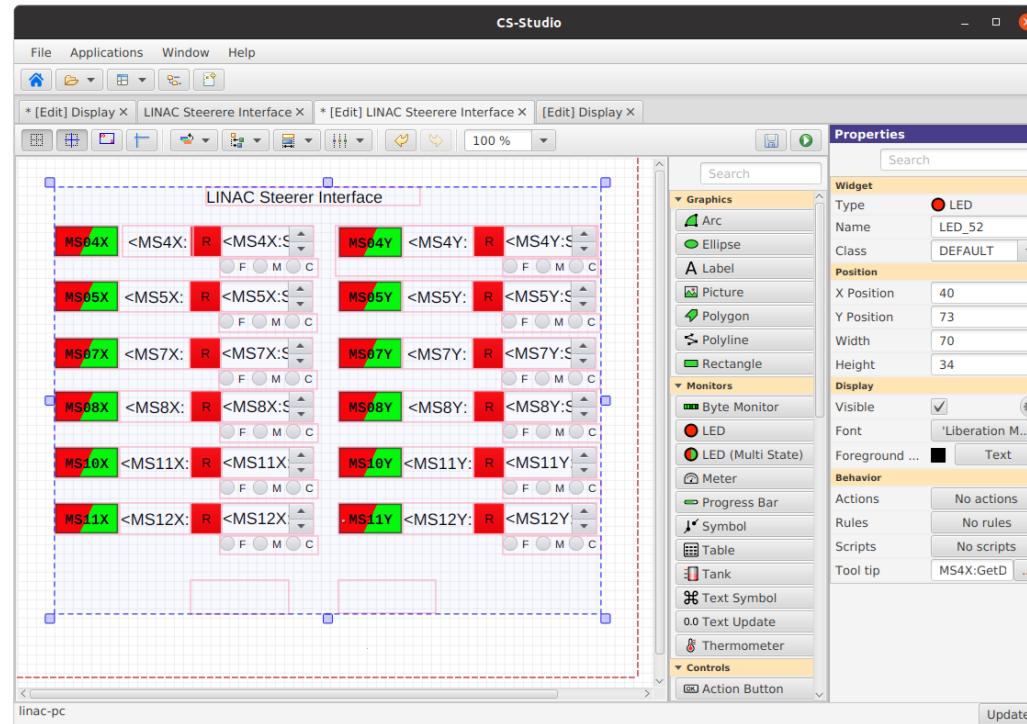 CS-Studio
File Applications Window Help
* [Edit] Display × LINAC Steerere Interface × * [Edit] LINAC Steerere Interface × [Edit] Display ×
100 %
Properties
Search
Search
LINAC Steerer Interface
MS04X <MS4X: R <MS4X:S MS04Y <MS4Y: R <MS4Y:S
F M C F M C
MS05X <MS5X: R <MS5X:S MS05Y <MS5Y: R <MS5Y:S
F M C F M C
MS07X <MS7X: R <MS7X:S MS07Y <MS7Y: R <MS7Y:S
F M C F M C
MS08X <MS8X: R <MS8X:S MS08Y <MS8Y: R <MS8Y:S
F M C F M C
MS10X <MS11X: R <MS11X MS10Y <MS11Y: R <MS11Y
F M C F M C
MS11X <MS12X: R <MS12X MS11Y <MS12Y: R <MS12Y
F M C F M C
Graphics
Arc
Ellipse
A Label
Picture
Polygon
Polyline
Rectangle
Monitors
Byte Monitor
LED
LED (Multi State)
Meter
Progress Bar
Symbol
Table
Tank
Text Symbol
0.0 Text Update
Thermometer
Controls
OK Action Button
Widget
Type LED
Name LED_52
Class DEFAULT
Position
X Position 40
Y Position 73
Width 70
Height 34
Display
Visible
Font 'Liberation M...
Foreground ... Text
Behavior
Actions No actions
Rules No rules
Scripts No scripts
Tool tip MS4X:GetD ...
linac-pc
Update